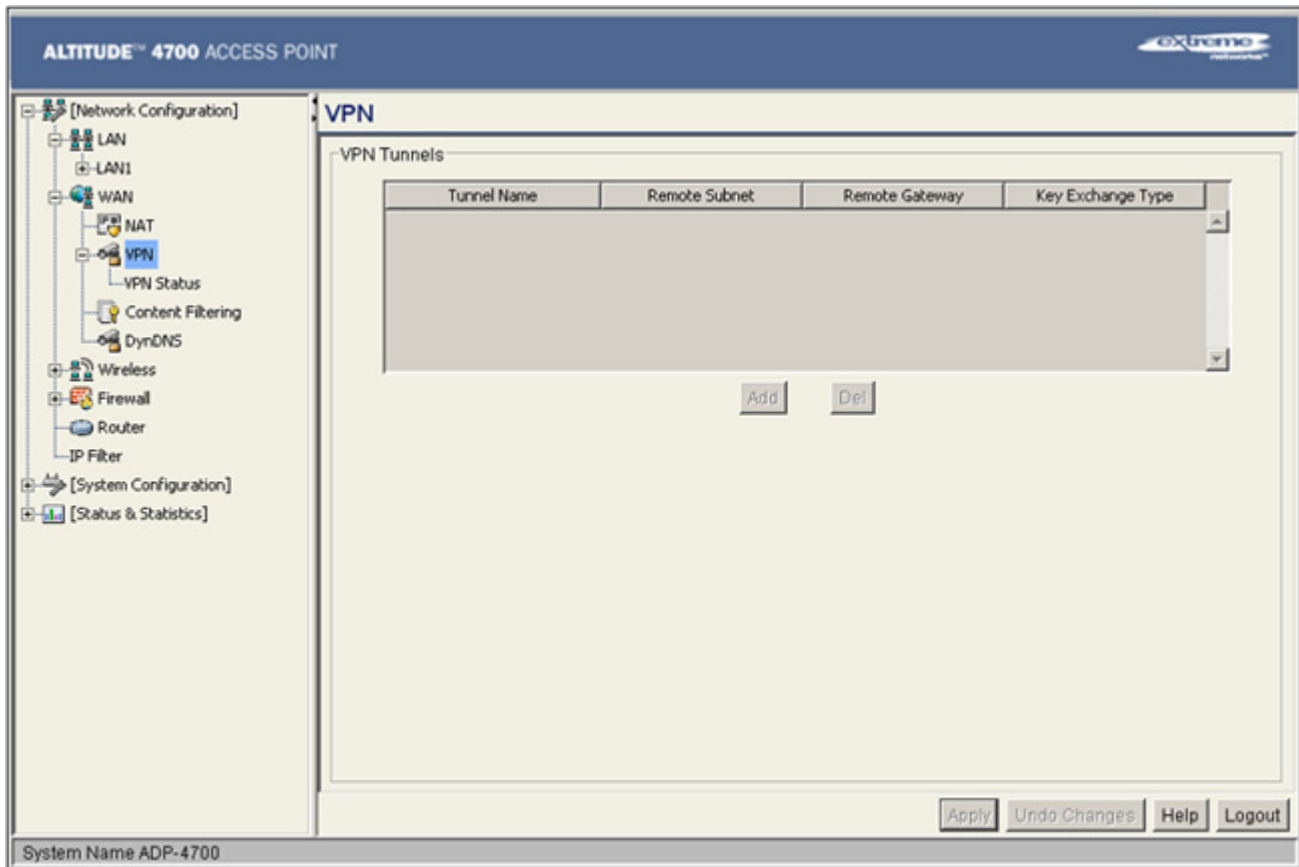 ALTITUDE™ 4700 ACCESS POINT
extreme
networks™
[Network Configuration]
LAN
LAN1
WAN
NAT
VPN
VPN Status
Content Filtering
DynDNS
Wireless
Firewall
Router
IP Filter
[System Configuration]
[Status & Statistics]
VPN
VPN Tunnels
Tunnel Name Remote Subnet Remote Gateway Key Exchange Type
Add Del
Apply Undo Changes Help Logout
System Name ADP-4700